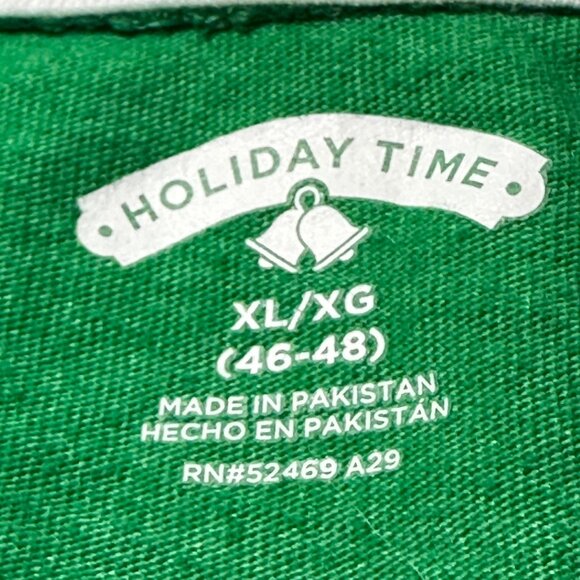 • HOLIDAY TIME •
XL/XG
(46-48)
MADE IN PAKISTAN
HECHO EN PAKISTÁN
RN#52469 A29